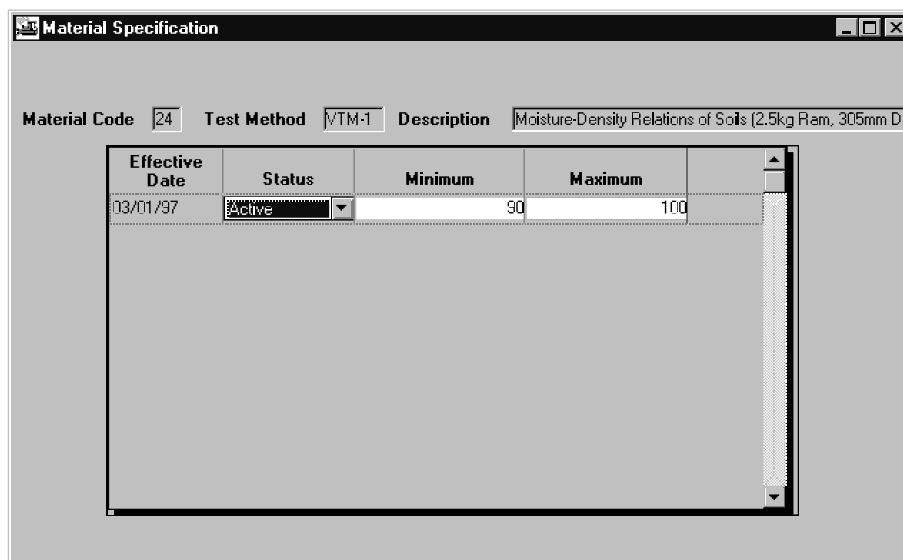 Material Specification
Material Code 24 Test Method VTM-1 Description Moisture-Density Relations of Soils (2.5kg Ram, 305mm D
Effective Date Status Minimum Maximum
03/01/97 Active 90 100